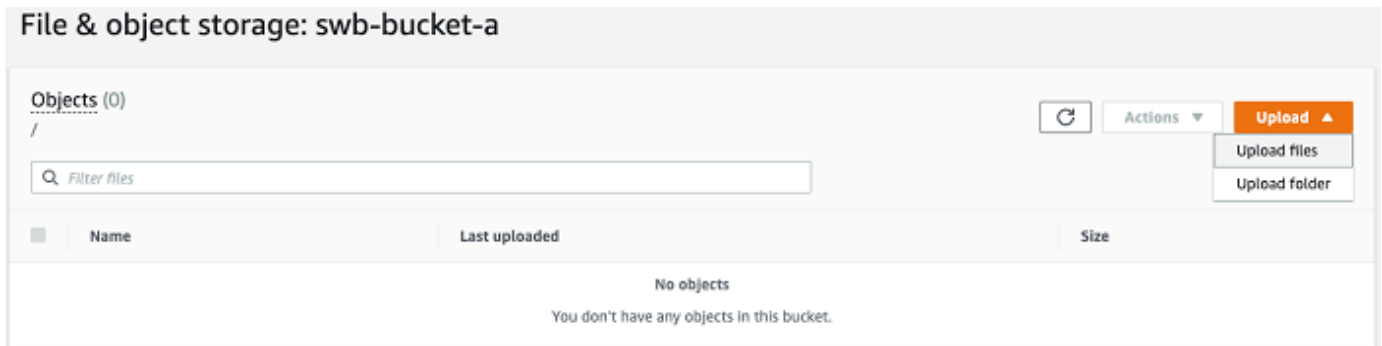 File & object storage: swb-bucket-a
Objects (0)
/
Actions
Upload
Upload files
Upload folder
Filter files
Name Last uploaded Size
No objects
You don't have any objects in this bucket.